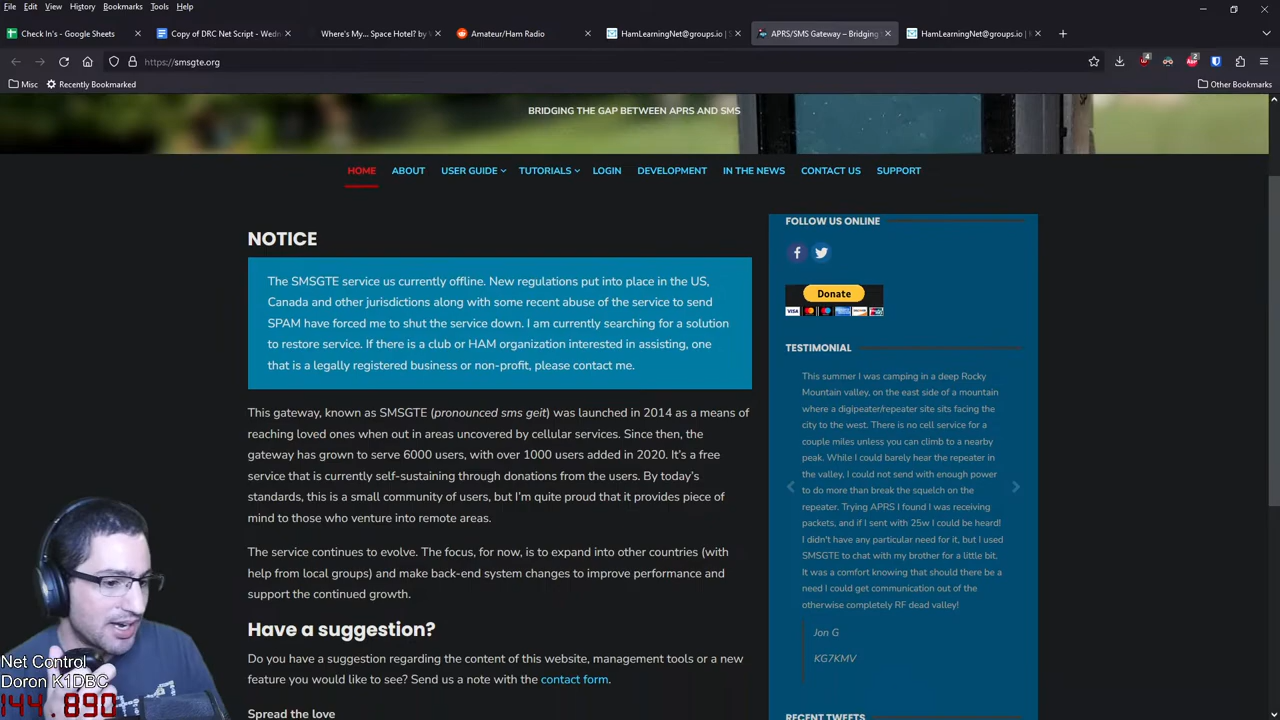 File Edit View History Bookmarks Tools Help
Check In's - Google Sheets
Copy of DRC Net Script - Wedn
Where's My... Space Hotel? by V
Amateur/Ham Radio
HamLearningNet@groups.io | S
APRS/SMS Gateway – Bridging
HamLearningNet@groups.io |
https://smsgte.org
Misc
Recently Bookmarked
Other Bookmarks
BRIDGING THE GAP BETWEEN APRS AND SMS
HOME ABOUT USER GUIDE TUTORIALS LOGIN DEVELOPMENT IN THE NEWS CONTACT US SUPPORT
NOTICE
The SMSGTE service us currently offline. New regulations put into place in the US,
Canada and other jurisdictions along with some recent abuse of the service to send
SPAM have forced me to shut the service down. I am currently searching for a solution
to restore service. If there is a club or HAM organization interested in assisting, one
that is a legally registered business or non-profit, please contact me.
This gateway, known as SMSGTE (pronounced sms geit) was launched in 2014 as a means of
reaching loved ones when out in areas uncovered by cellular services. Since then, the
gateway has grown to serve 6000 users, with over 1000 users added in 2020. It's a free
service that is currently self-sustaining through donations from the users. By today's
standards, this is a small community of users, but I'm quite proud that it provides piece of
mind to those who venture into remote areas.
The service continues to evolve. The focus, for now, is to expand into other countries (with
help from local groups) and make back-end system changes to improve performance and
support the continued growth.
Have a suggestion?
Do you have a suggestion regarding the content of this website, management tools or a new
feature you would like to see? Send us a note with the contact form.
Spread the love
FOLLOW US ONLINE
Donate
VISA
TESTIMONIAL
This summer I was camping in a deep Rocky
Mountain valley, on the east side of a mountain
where a digipeater/repeater site sits facing the
city to the west. There is no cell service for a
couple miles unless you can climb to a nearby
peak. While I could barely hear the repeater in
the valley, I could not send with enough power
to do more than break the squelch on the
repeater. Trying APRS I found I was receiving
packets, and if I sent with 25w I could be heard!
I didn't have any particular need for it, but I used
SMSGTE to chat with my brother for a little bit.
It was a comfort knowing that should there be a
need I could get communication out of the
otherwise completely RF dead valley!
Jon G
KG7KMV
RECENT TWEETS
Net Control
Doron K1DBC
144.890